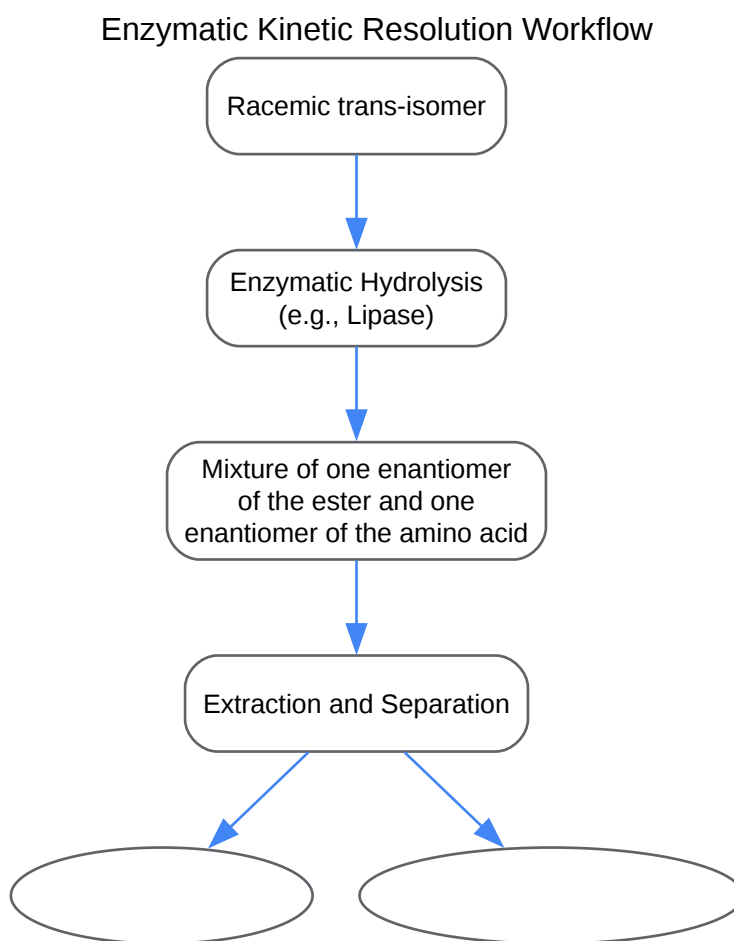 Enzymatic Kinetic Resolution Workflow
Racemic trans-isomer
Enzymatic Hydrolysis
(e.g., Lipase)
Mixture of one enantiomer
of the ester and one
enantiomer of the amino acid
Extraction and Separation